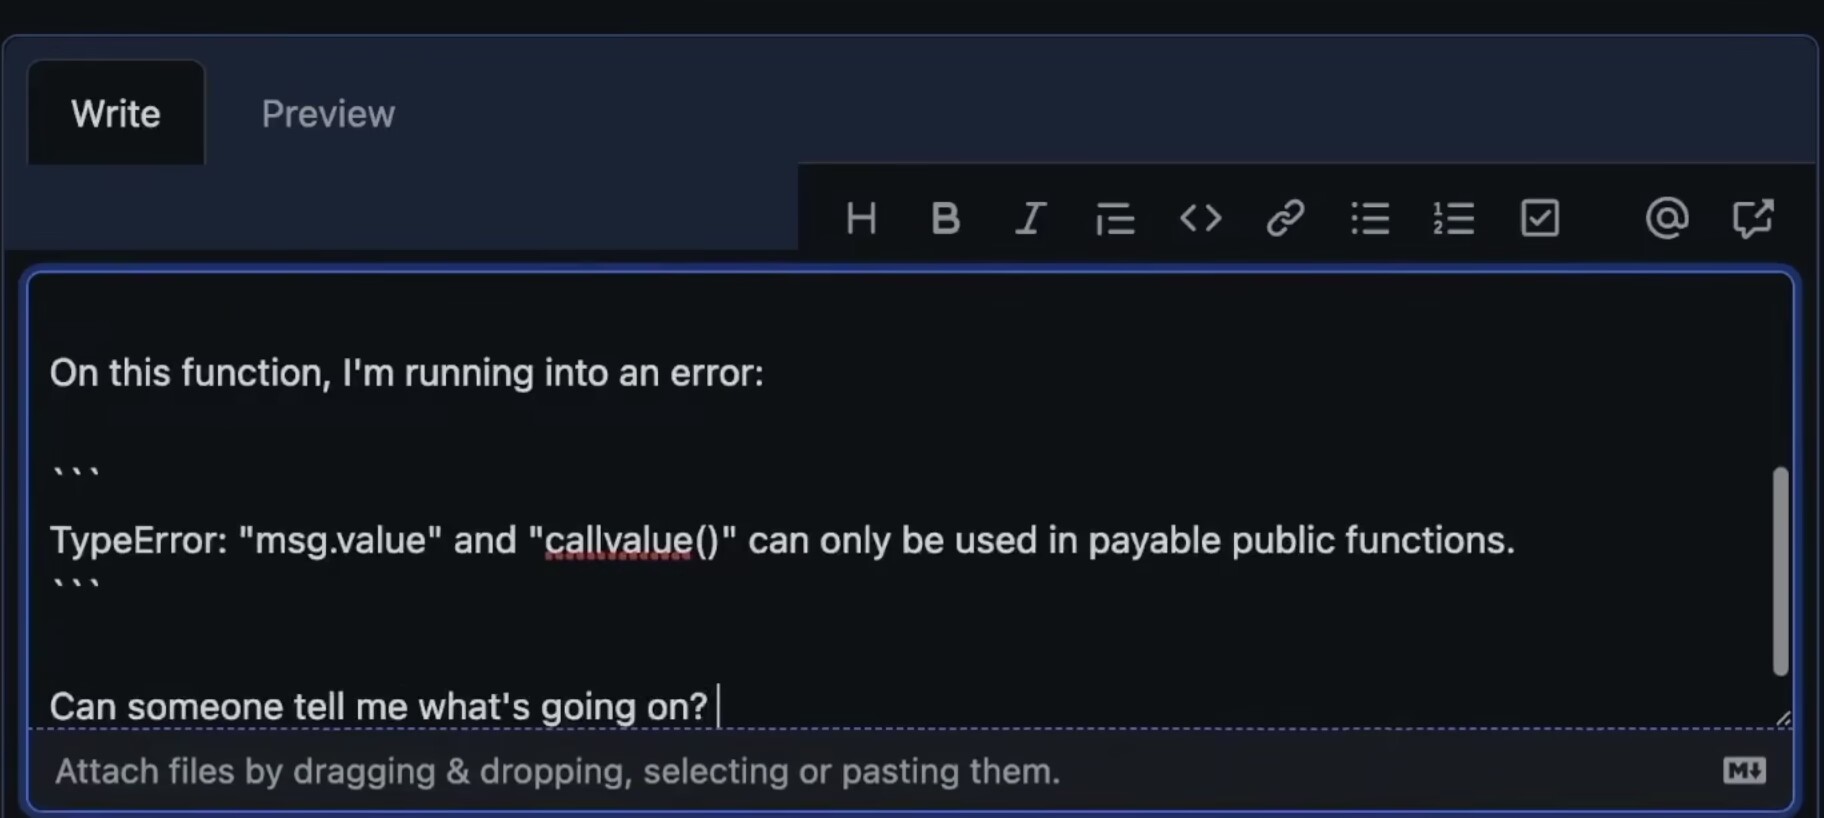 Write Preview
H B I
On this function, I'm running into an error:
```
TypeError: "msg.value" and "callvalue()" can only be used in payable public functions.
```
Can someone tell me what's going on?
Attach files by dragging & dropping, selecting or pasting them.